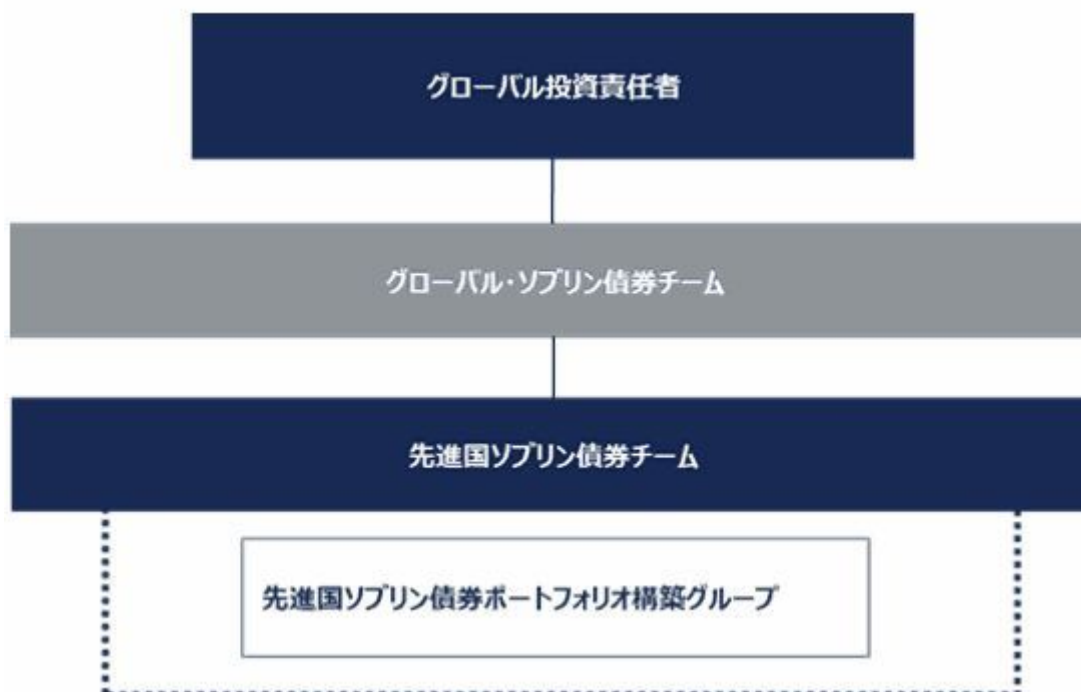 グローバル投資責任者
グローバル・ソブリン債券チーム
先進国ソブリン債券チーム
先進国ソブリン債券ポートフォリオ構築グループ